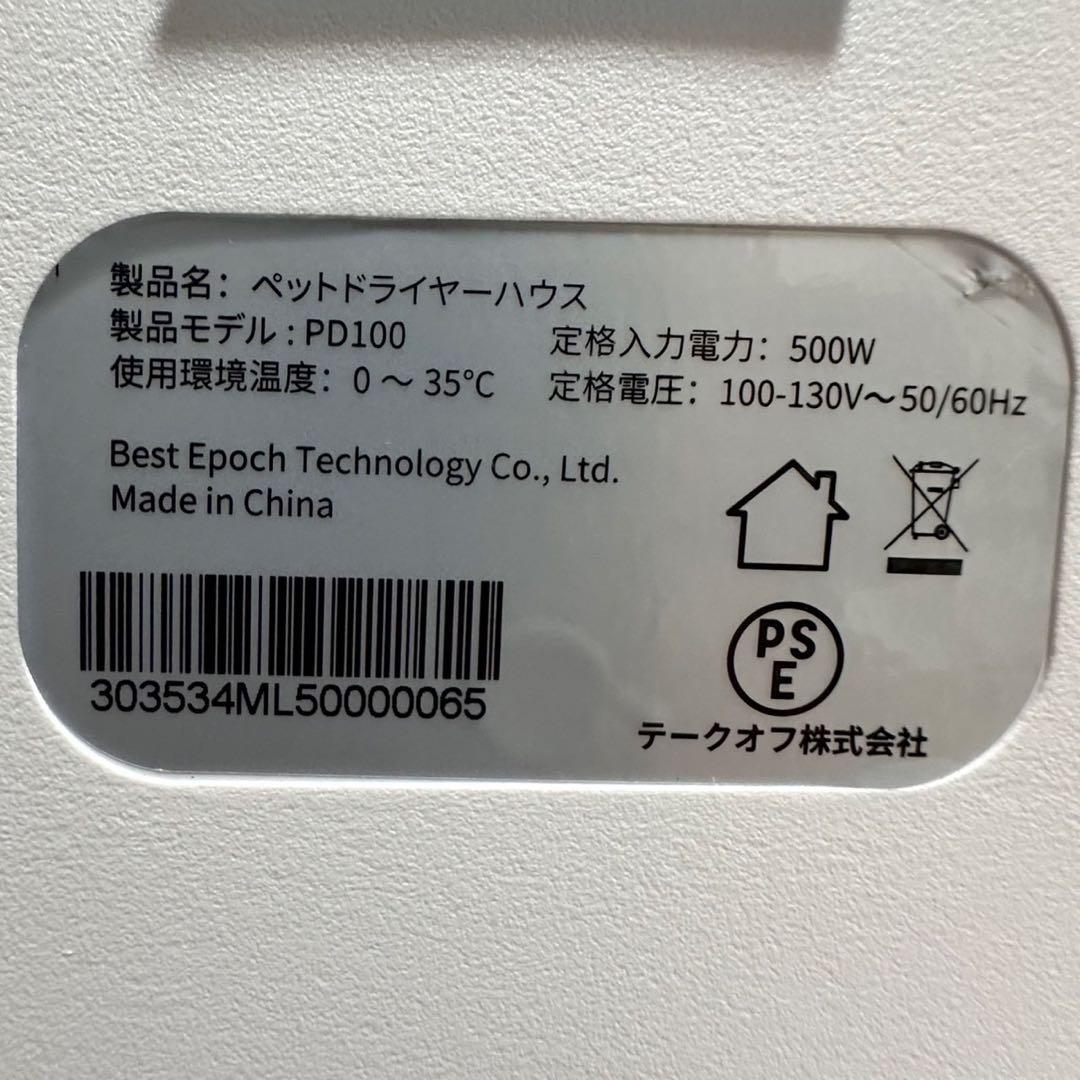 製品名：ペットドライヤーハウス
製品モデル：PD100
定格入力電力：500W
使用環境温度：0～35℃
定格電圧：100-130V～50/60Hz
Best Epoch Technology Co., Ltd.
Made in China
303534ML50000065
PSE
テークオフ株式会社